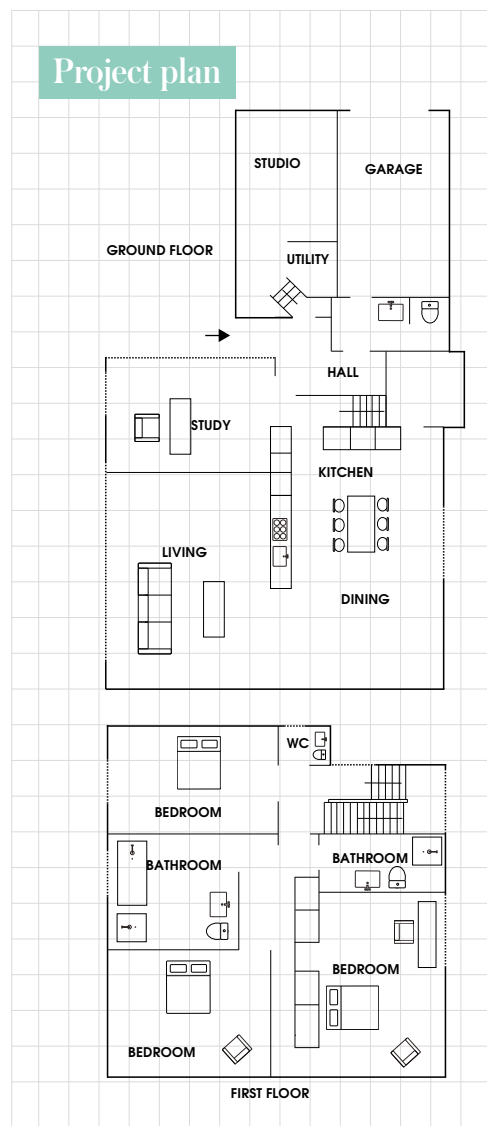 Project plan
STUDIO
GARAGE
GROUND FLOOR
UTILITY
HALL
STUDY
KITCHEN
LIVING
DINING
WC
BEDROOM
BATHROOM
BATHROOM
BEDROOM
BEDROOM
FIRST FLOOR